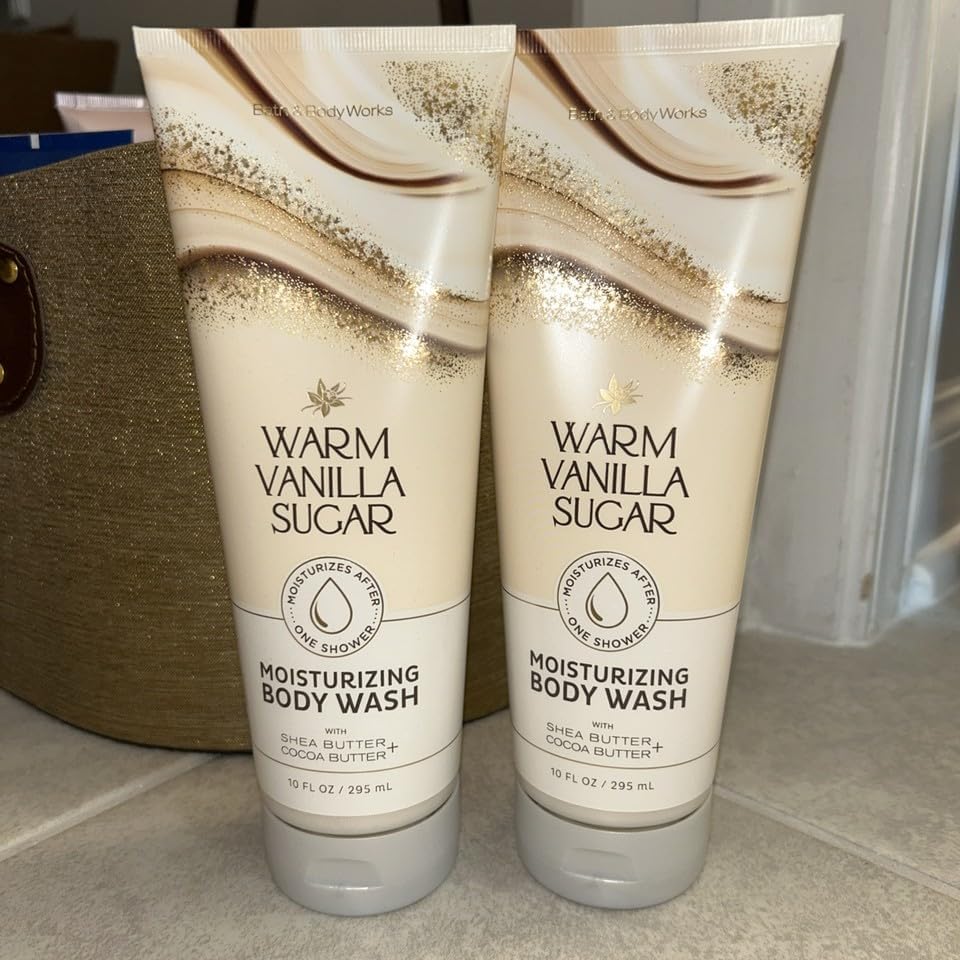 Bath & Body Works
WARM
VANILLA
SUGAR
MOISTURIZES AFTER
ONE SHOWER
MOISTURIZING
BODY WASH
WITH
SHEA BUTTER
COCOA BUTTER+
10 FL OZ / 295 mL
Bath & Body Works
WARM
VANILLA
SUGAR
MOISTURIZES AFTER
ONE SHOWER
MOISTURIZING
BODY WASH
WITH
SHEA BUTTER
COCOA BUTTER+
10 FL OZ / 295 mL